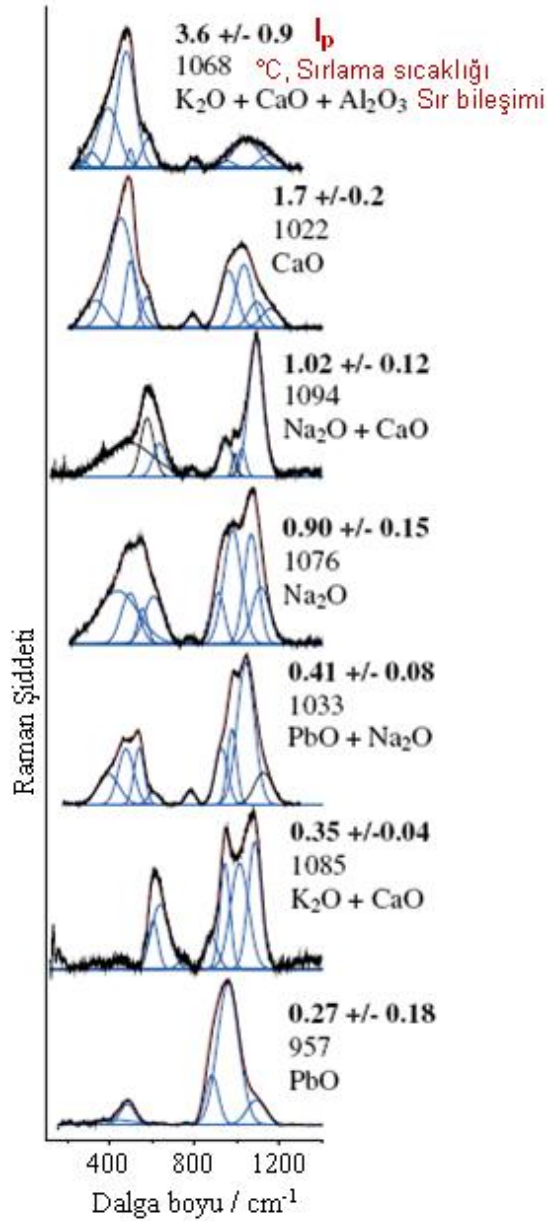 3.6 +/- 0.9 Ip
1068 °C, Sırlama sıcaklığı
K₂O + CaO + Al₂O₃ Sır bileşimi
1.7 +/-0.2
1022
CaO
1.02 +/- 0.12
1094
Na₂O + CaO
0.90 +/- 0.15
1076
Na₂O
0.41 +/- 0.08
1033
PbO + Na₂O
0.35 +/-0.04
1085
K₂O + CaO
0.27 +/- 0.18
957
PbO
Raman Şiddeti
400 800 1200
Dalga boyu / cm⁻¹